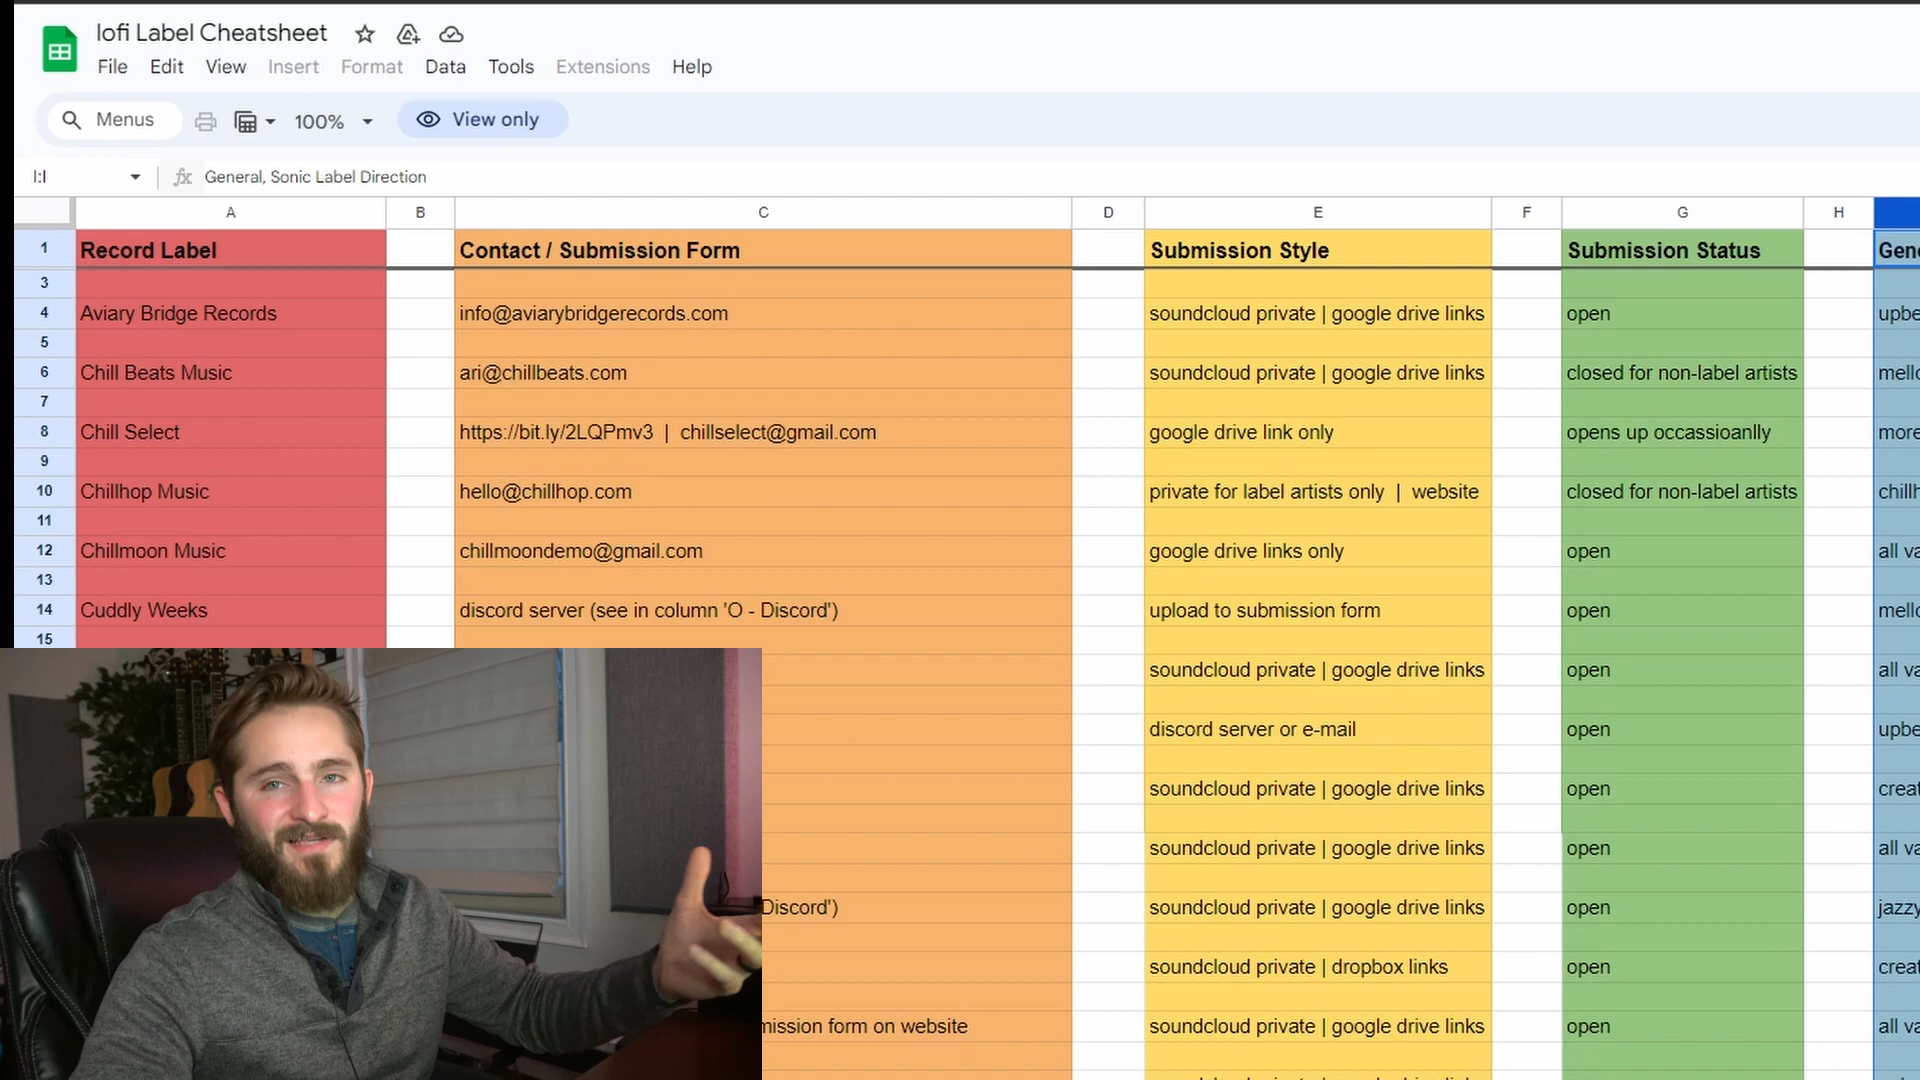 lofi Label Cheatsheet
File Edit View Insert Format Data Tools Extensions Help
Menus 100% View only
I:I fx General, Sonic Label Direction
A B C D E F G H
1 Record Label Contact / Submission Form Submission Style Submission Status
3
4 Aviary Bridge Records info@aviarybridgerecords.com soundcloud private | google drive links open
5
6 Chill Beats Music ari@chillbeats.com soundcloud private | google drive links closed for non-label artists
7
8 Chill Select https://bit.ly/2LQPmv3 | chillselect@gmail.com google drive link only opens up occassioanlly more
9
10 Chillhop Music hello@chillhop.com private for label artists only | website closed for non-label artists
11
12 Chillmoon Music chillmoondemo@gmail.com google drive links only open all
13
14 Cuddly Weeks discord server (see in column 'O - Discord') upload to submission form open
15
soundcloud private | google drive links open all
discord server or e-mail open
soundcloud private | google drive links open
soundcloud private | google drive links open all
Discord') soundcloud private | google drive links open jazzy
soundcloud private | dropbox links open
form on website soundcloud private | google drive links open all